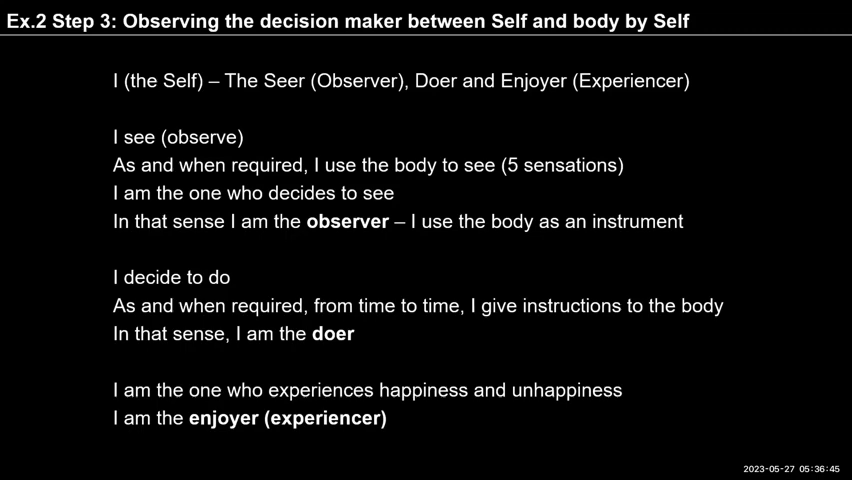 Ex.2 Step 3: Observing the decision maker between Self and body by Self
I (the Self) – The Seer (Observer), Doer and Enjoyer (Experiencer)
I see (observe)
As and when required, I use the body to see (5 sensations)
I am the one who decides to see
In that sense I am the observer – I use the body as an instrument
I decide to do
As and when required, from time to time, I give instructions to the body
In that sense, I am the doer
I am the one who experiences happiness and unhappiness
I am the enjoyer (experiencer)
2023-05-27 05:36:45